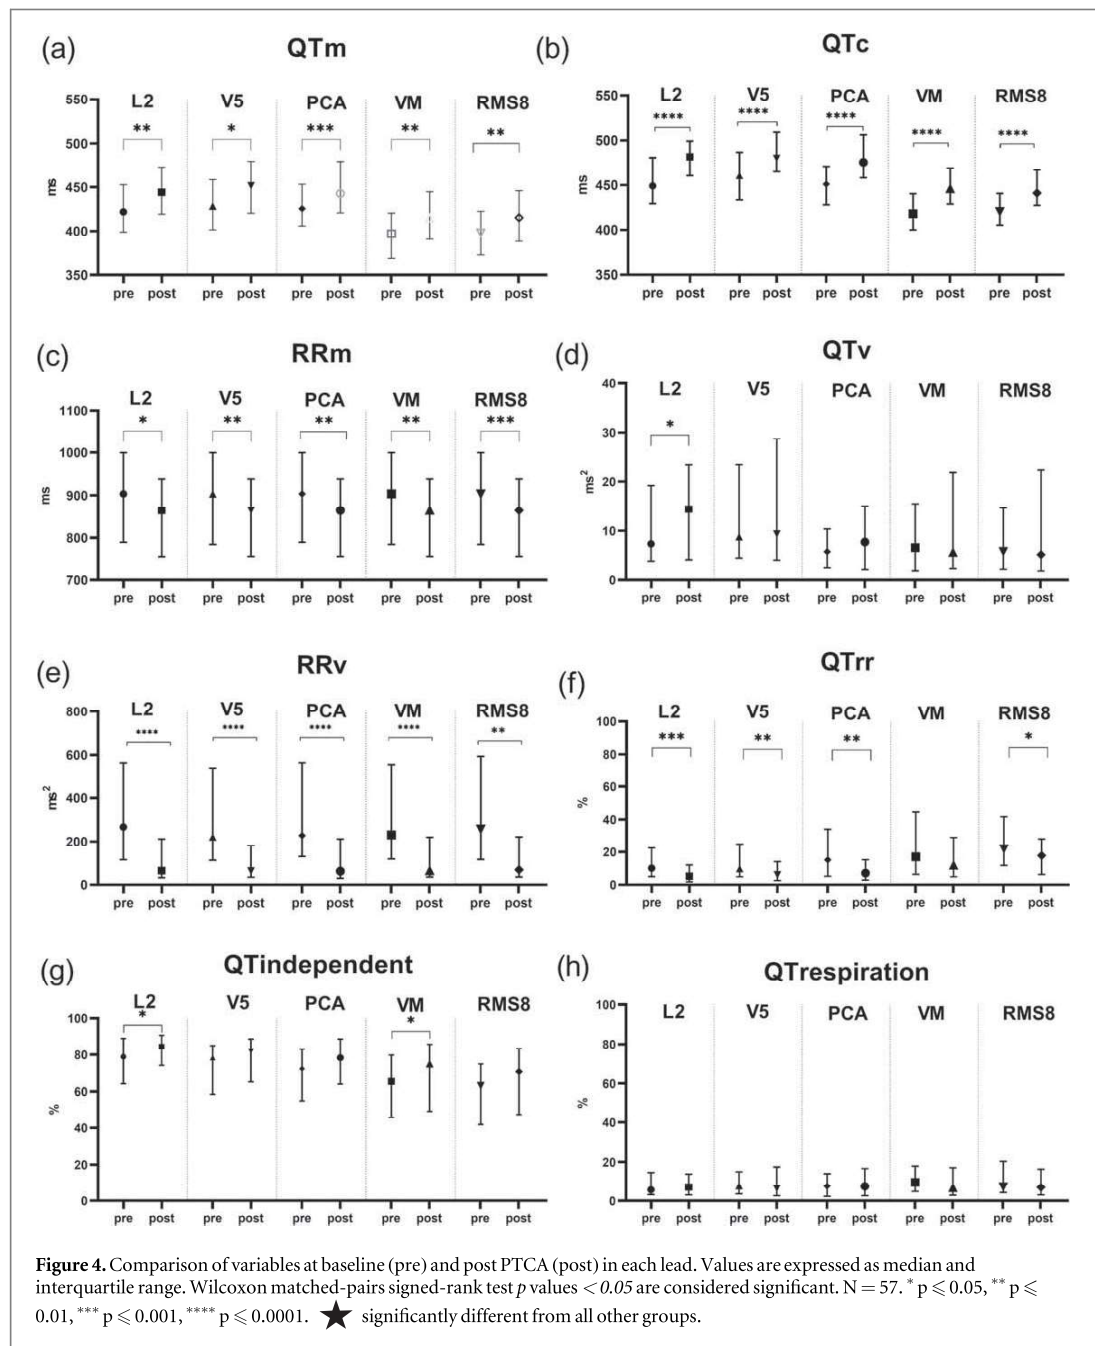 (a) QTm
L2 V5 PCA VM RMS8
** * *** ** **
550
500
450
400
350
ms
pre post pre post pre post pre post pre post
(b) QTc
L2 V5 PCA VM RMS8
**** **** **** **** ****
550
500
450
400
350
ms
pre post pre post pre post pre post pre post
(c) RRm
L2 V5 PCA VM RMS8
* ** ** ** ***
1100
1000
900
800
700
ms
pre post pre post pre post pre post pre post
(d) QTv
L2 V5 PCA VM RMS8
*
40
30
20
10
0
ms²
pre post pre post pre post pre post pre post
(e) RRv
L2 V5 PCA VM RMS8
**** **** **** **** **
800
600
400
200
0
ms²
pre post pre post pre post pre post pre post
(f) QTrr
L2 V5 PCA VM RMS8
*** ** ** *
100
80
60
40
20
0
%
pre post pre post pre post pre post pre post
(g) QTindependent
L2 V5 PCA VM RMS8
* *
100
80
60
40
20
0
%
pre post pre post pre post pre post pre post
(h) QTrespiration
L2 V5 PCA VM RMS8
100
80
60
40
20
0
%
pre post pre post pre post pre post pre post
Figure 4. Comparison of variables at baseline (pre) and post PTCA (post) in each lead. Values are expressed as median and
interquartile range. Wilcoxon matched-pairs signed-rank test p values <0.05 are considered significant. N = 57. * p ⩽ 0.05, ** p ⩽
0.01, *** p ⩽ 0.001, **** p ⩽ 0.0001. ★ significantly different from all other groups.